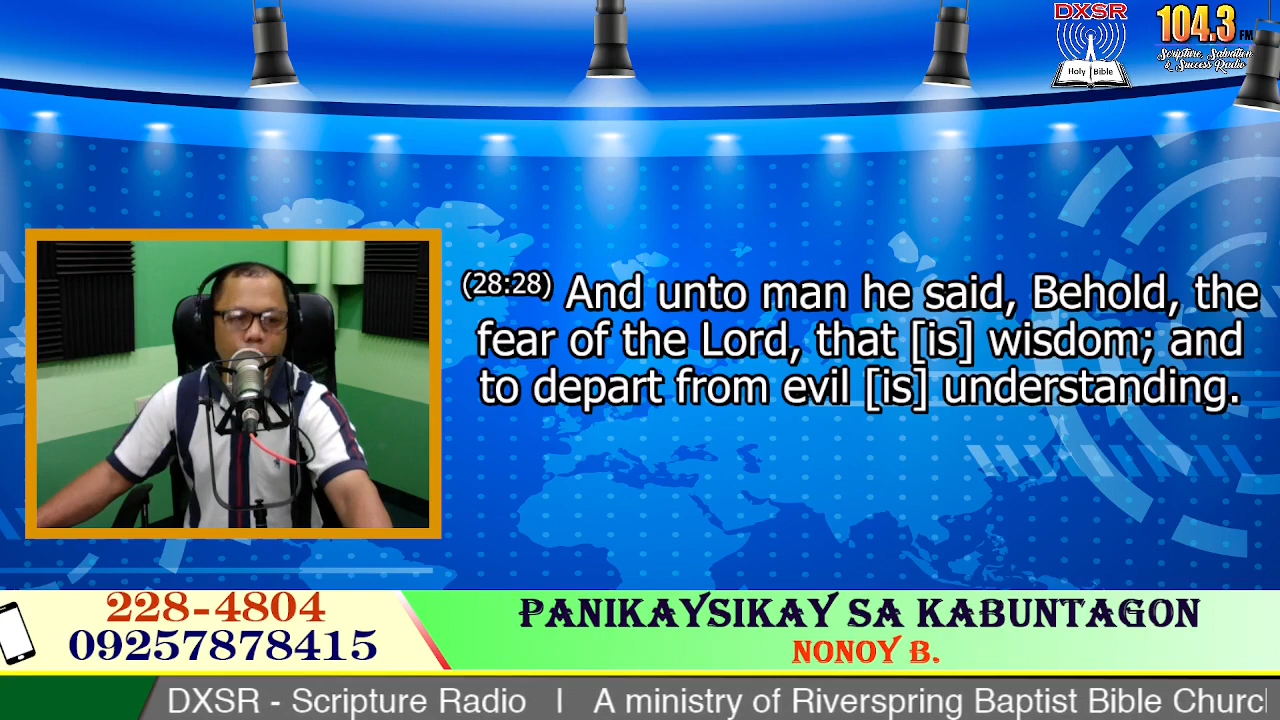 DXSR
Holy Bible
104.3 FM
Scripture, Salvation
& Success Radio
(28:28) And unto man he said, Behold, the
fear of the Lord, that [is] wisdom; and
to depart from evil [is] understanding.
228-4804
09257878415
PANIKAYSIKAY SA KABUNTAGON
NONOY B.
DXSR - Scripture Radio I A ministry of Riverspring Baptist Bible Churc